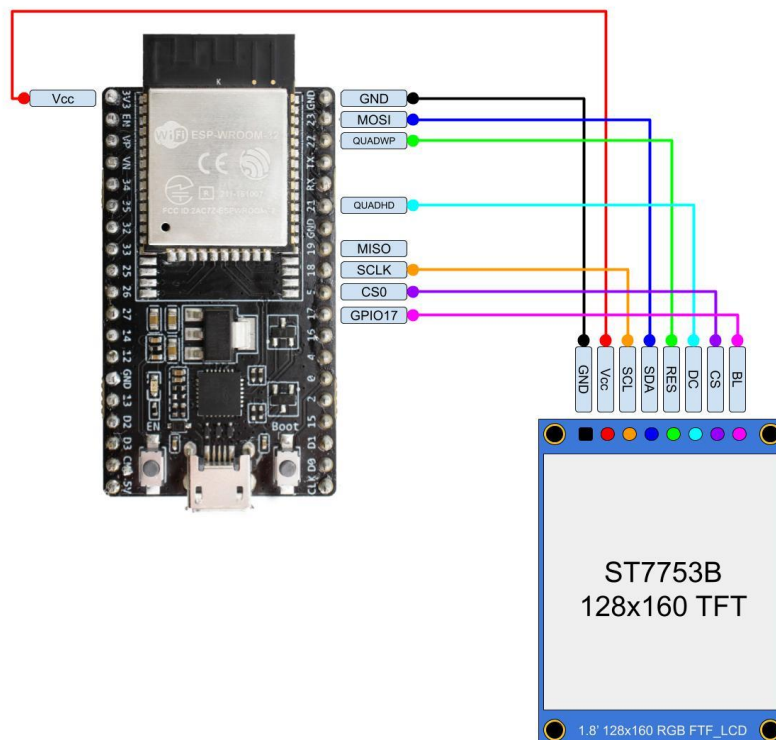 Vcc
GND
MOSI
QUADWP
QUADHD
MISO
SCLK
CS0
GPIO17
K
WiFi ESP-WROOM-32
CE
R
3V3
EN
VP
VN
34
35
32
33
25
26
27
14
12
GND
13
D2
D3
CMD
GND
23
22
TX
RX
21
GND
19
18
5
17
16
4
0
2
15
D1
D0
CLK
EN
Boot
GND
Vcc
SCL
SDA
RES
DC
CS
BL
ST7753B
128x160 TFT
1.8' 128x160 RGB FTF_LCD